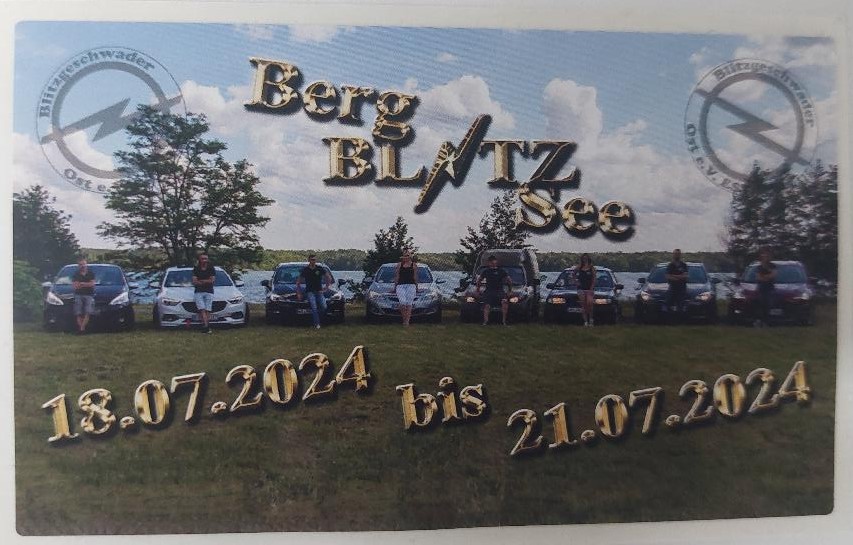 Blitzgeschwader
Ost e.
Blitzgeschwader
Ost e.V.
Berg
BLITZ
See
18.07.2024 bis 21.07.2024